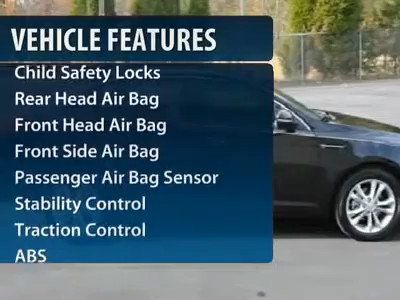 VEHICLE FEATURES
Child Safety Locks
Rear Head Air Bag
Front Head Air Bag
Front Side Air Bag
Passenger Air Bag Sensor
Stability Control
Traction Control
ABS